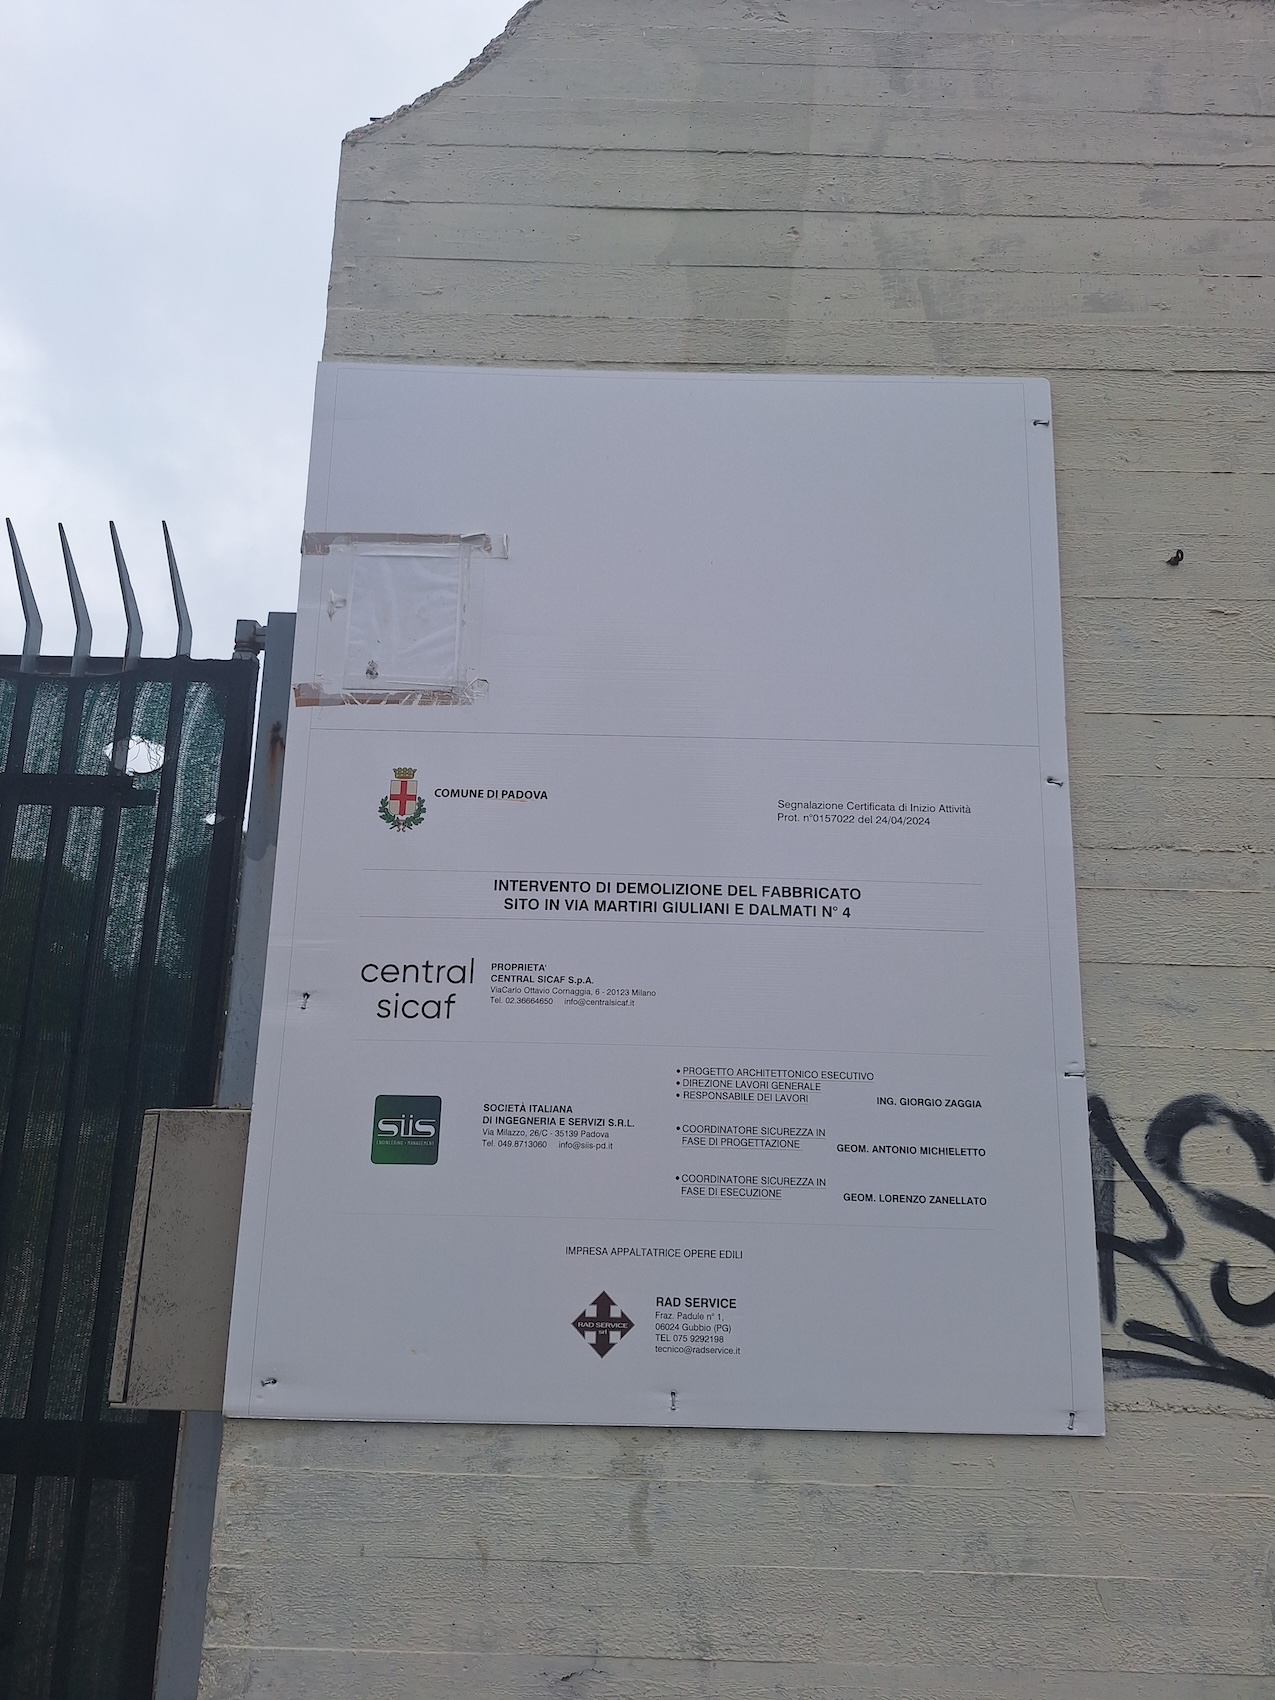 COMUNE DI PADOVA
Segnalazione Certificata di Inizio Attività
Prot. n°0157022 del 24/04/2024
INTERVENTO DI DEMOLIZIONE DEL FABBRICATO
SITO IN VIA MARTIRI GIULIANI E DALMATI N° 4
central
sicaf
PROPRIETA'
CENTRAL SICAF S.p.A.
ViaCarlo Ottavio Cornaggia, 6 - 20123 Milano
Tel. 02.36664650 info@centralsicaf.it
siis
ENGINEERING • MANAGEMENT
SOCIETÀ ITALIANA
DI INGEGNERIA E SERVIZI S.R.L.
Via Milazzo, 26/C - 35139 Padova
Tel. 049.8713060 info@siis-pd.it
• PROGETTO ARCHITETTONICO ESECUTIVO
• DIREZIONE LAVORI GENERALE
• RESPONSABILE DEI LAVORI
ING. GIORGIO ZAGGIA
• COORDINATORE SICUREZZA IN
FASE DI PROGETTAZIONE
GEOM. ANTONIO MICHIELETTO
• COORDINATORE SICUREZZA IN
FASE DI ESECUZIONE
GEOM. LORENZO ZANELLATO
IMPRESA APPALTATRICE OPERE EDILI
RAD SERVICE
srl
RAD SERVICE
Fraz. Padule n° 1,
06024 Gubbio (PG)
TEL 075 9292198
tecnico@radservice.it